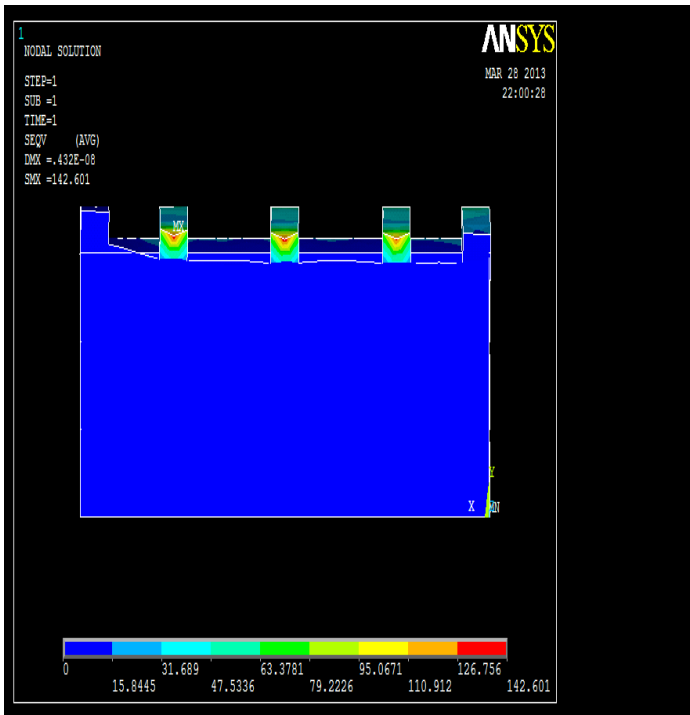 1
ANSYS
NODAL SOLUTION
MAR 28 2013
22:00:28
STEP=1
SUB =1
TIME=1
SEQV (AVG)
DMX =.432E-08
SMX =142.601
MX
Y
X MN
0 31.689 63.3781 95.0671 126.756
15.8445 47.5336 79.2226 110.912 142.601